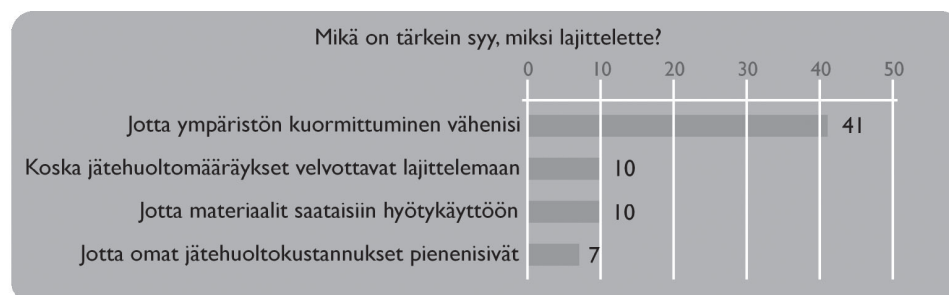 Mikä on tärkein syy, miksi lajittelette?
0 10 20 30 40 50
Jotta ympäristön kuormittuminen vähenisi 41
Koska jätehuoltomääräykset velvottavat lajittelemaan 10
Jotta materiaalit saataisiin hyötykäyttöön 10
Jotta omat jätehuoltokustannukset pienenisivät 7